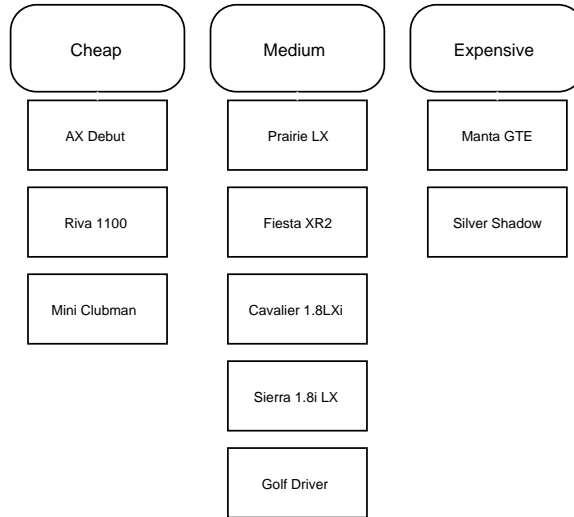 Cheap
Medium
Expensive
AX Debut
Prairie LX
Manta GTE
Riva 1100
Fiesta XR2
Silver Shadow
Mini Clubman
Cavalier 1.8LXi
Sierra 1.8i LX
Golf Driver